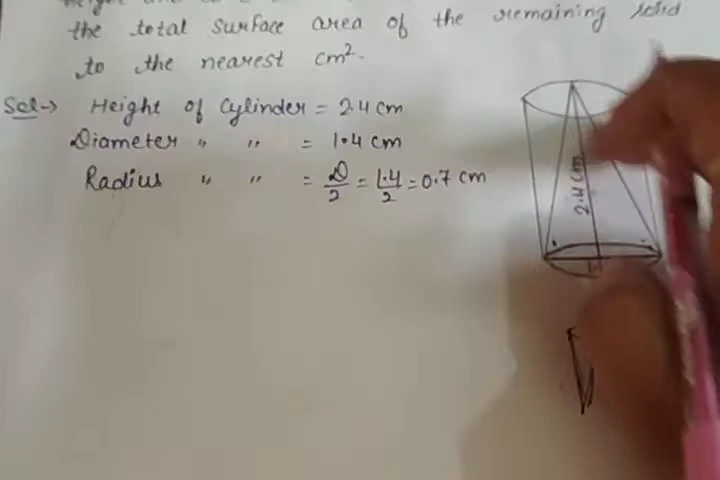 the total surface area of the remaining solid
to the nearest cm².
Sol→ Height of Cylinder = 2.4 cm
Diameter " " = 1.4 cm
Radius " " = D/2 = 1.4/2 = 0.7 cm
2.4 cm